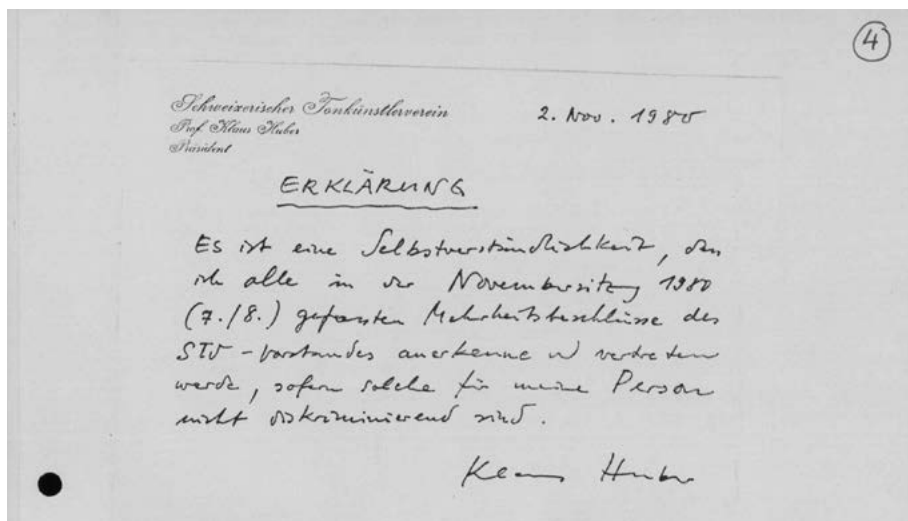 4
Schweizerischer Tonkünstlerverein
Prof. Klaus Huber
Präsident
2. Nov. 1980
ERKLÄRUNG
Es ist eine Selbstverständlichkeit, dass
ich alle in der Novembersitzung 1980
(7./8.) gefassten Mehrheitsbeschlüsse des
STV-Vorstandes anerkenne und vertreten
werde, sofern solche für meine Person
nicht diskriminierend sind.
Klaus Huber